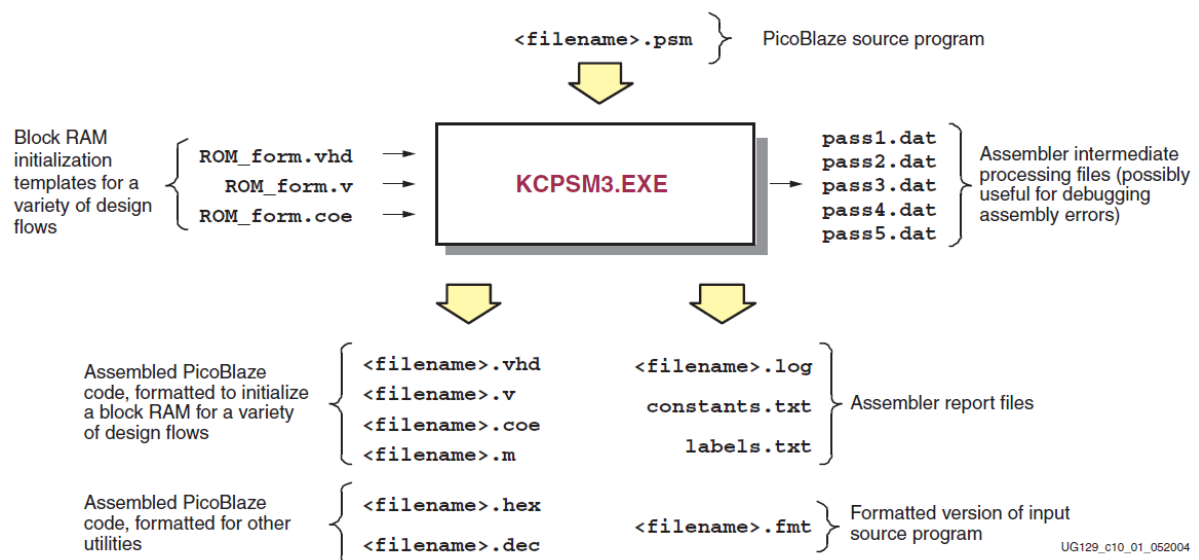 <filename>.psm
PicoBlaze source program
Block RAM
initialization
templates for a
variety of design
flows
ROM_form.vhd
ROM_form.v
ROM_form.coe
KCPSM3.EXE
pass1.dat
pass2.dat
pass3.dat
pass4.dat
pass5.dat
Assembler intermediate
processing files (possibly
useful for debugging
assembly errors)
Assembled PicoBlaze
code, formatted to initialize
a block RAM for a variety
of design flows
<filename>.vhd
<filename>.v
<filename>.coe
<filename>.m
<filename>.log
constants.txt
labels.txt
Assembler report files
Assembled PicoBlaze
code, formatted for other
utilities
<filename>.hex
<filename>.dec
<filename>.fmt
Formatted version of input
source program
UG129_c10_01_052004